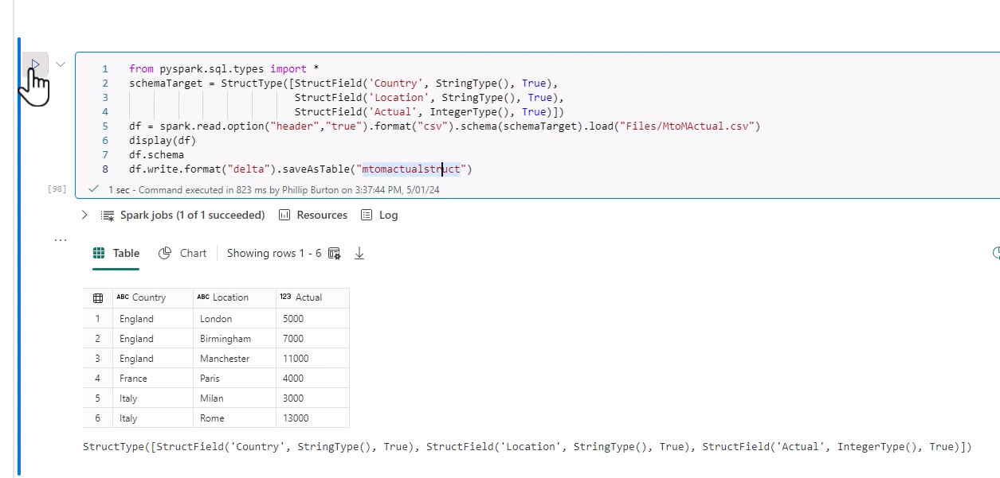 1 from pyspark.sql.types import *
2 schemaTarget = StructType([StructField('Country', StringType(), True),
3 StructField('Location', StringType(), True),
4 StructField('Actual', IntegerType(), True)])
5 df = spark.read.option("header","true").format("csv").schema(schemaTarget).load("Files/MtoMActual.csv")
6 display(df)
7 df.schema
8 df.write.format("delta").saveAsTable("mtomactualstruct")
[98] 1 sec - Command executed in 823 ms by Phillip Burton on 3:37:44 PM, 5/01/24
Spark jobs (1 of 1 succeeded) Resources Log
...
Table Chart Showing rows 1 - 6
ABC Country ABC Location 123 Actual
1 England London 5000
2 England Birmingham 7000
3 England Manchester 11000
4 France Paris 4000
5 Italy Milan 3000
6 Italy Rome 13000
StructType([StructField('Country', StringType(), True), StructField('Location', StringType(), True), StructField('Actual', IntegerType(), True)])